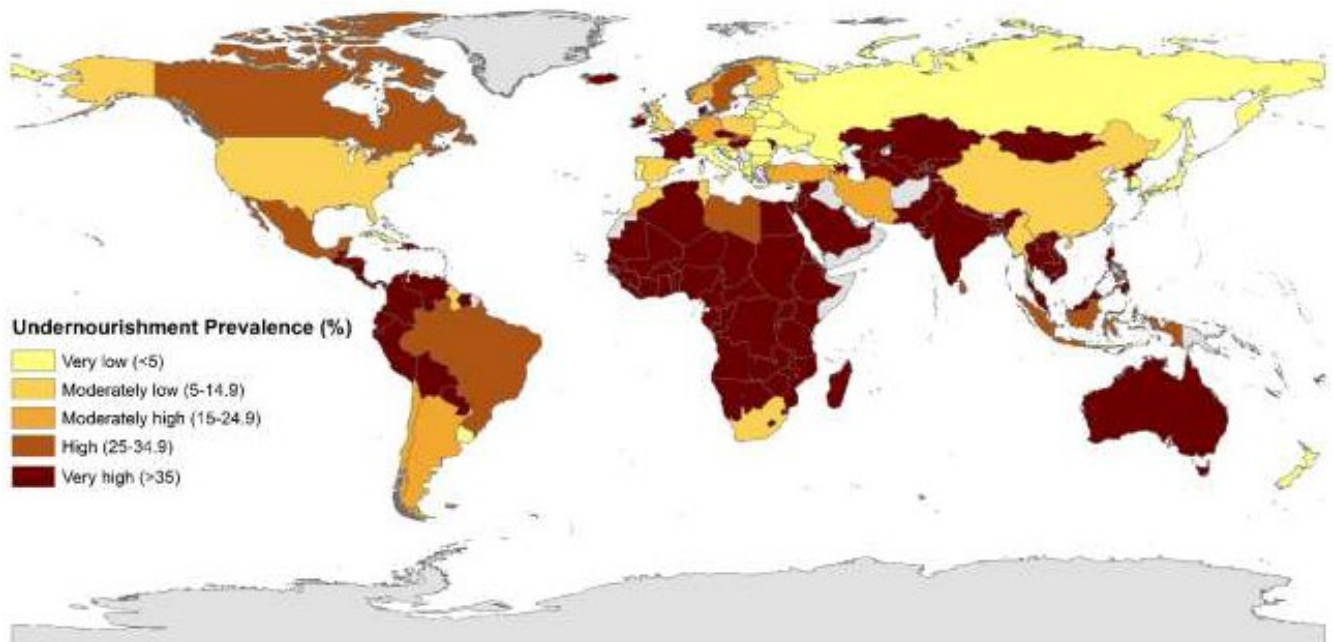 Undernourishment Prevalence (%)
Very low (<5)
Moderately low (5-14.9)
Moderately high (15-24.9)
High (25-34.9)
Very high (>35)